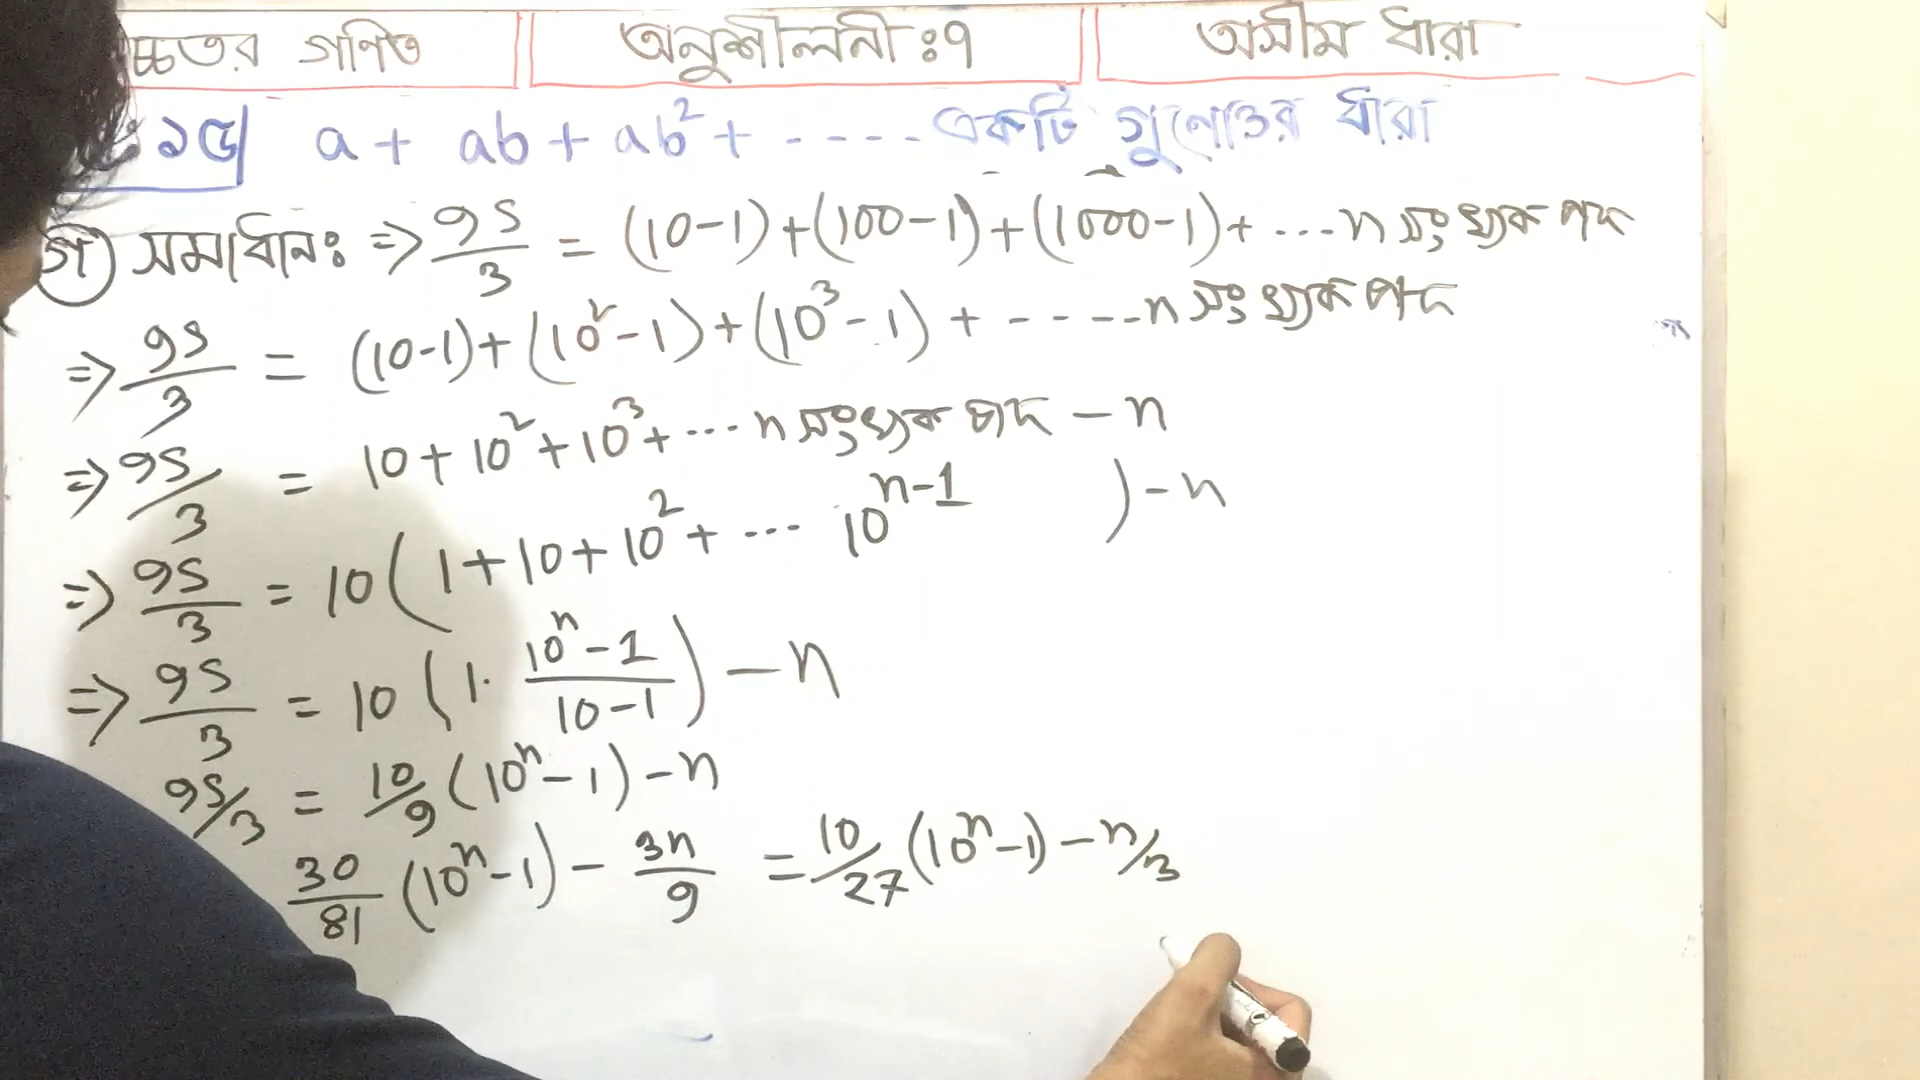 চ্চতর গণিত অনুশীলনী ঃ ৭ অসীম ধারা
১৫ a + ab + ab² + ..... একটি গুণোত্তর ধারা
গ) সমাধানঃ => 9S/3 = (10-1)+(100-1)+(1000-1)+ ...n সংখ্যক পদ
=> 9S/3 = (10-1)+(10²-1)+(10³-1) + -----n সংখ্যক পদ
=> 9S/3 = 10+10²+10³+... n সংখ্যক পদ - n
=> 9S/3 = 10(1+10+10²+ ... 10ⁿ⁻¹ ) - n
=> 9S/3 = 10(1. (10ⁿ-1)/(10-1)) - n
9S/3 = 10/9 (10ⁿ-1) - n
30/81 (10ⁿ-1) - 3n/9 = 10/27 (10ⁿ-1) - n/3